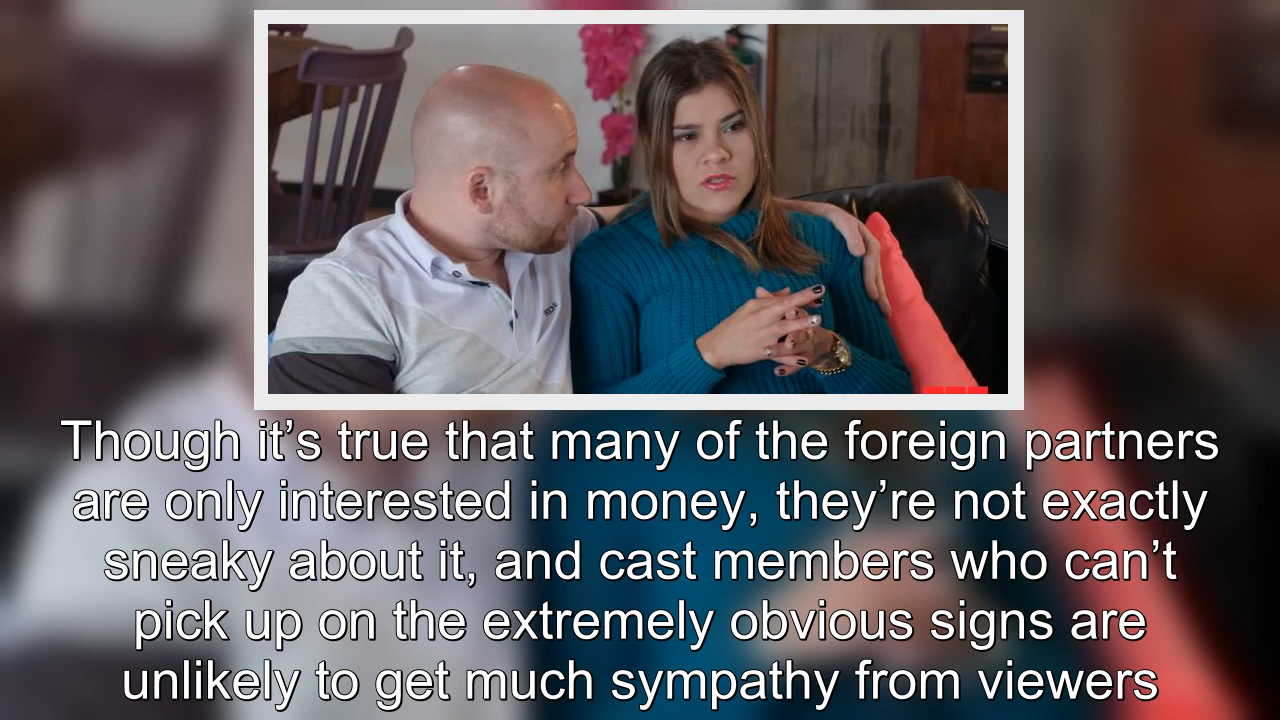 Though it’s true that many of the foreign partners
are only interested in money, they’re not exactly
sneaky about it, and cast members who can’t
pick up on the extremely obvious signs are
unlikely to get much sympathy from viewers